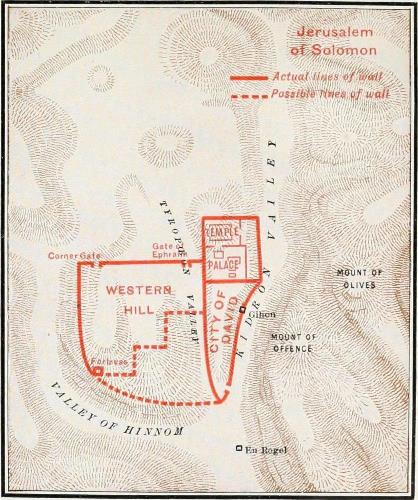 Jerusalem
of Solomon
Actual lines of wall
Possible lines of wall
TYROPŒON VALLEY
KIDRON VALLEY
TEMPLE
Corner Gate
Gate
Ephraim
PALACE
MOUNT OF
OLIVES
WESTERN
HILL
CITY OF
DAVID
Gihon
MOUNT OF
OFFENCE
Fortress
VALLEY OF HINNOM
En Rogel